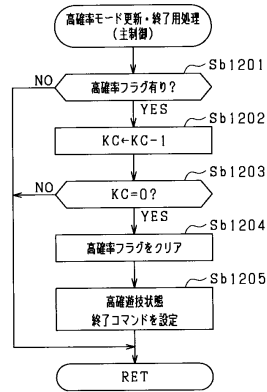 高確率モード更新・終了用処理
(主制御)
Sb1201
高確率フラグ有り?
NO
YES
Sb1202
KC←KC-1
Sb1203
NO
KC=0?
YES
Sb1204
高確率フラグをクリア
Sb1205
高確遊技状態
終了コマンドを設定
RET